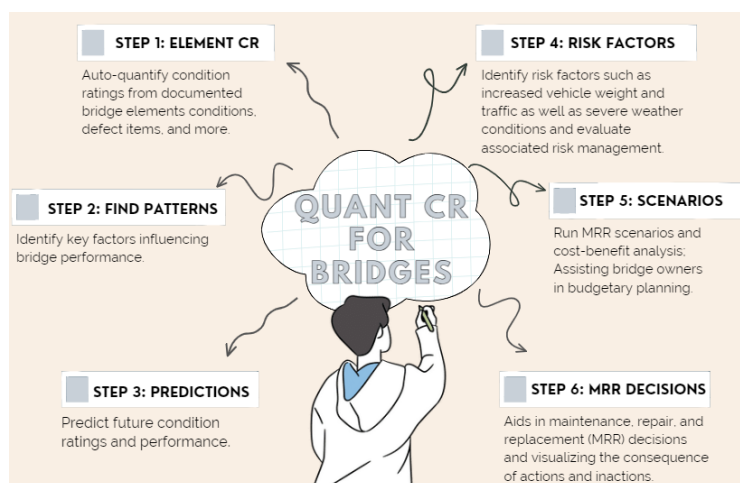 STEP 1: ELEMENT CR
Auto-quantify condition
ratings from documented
bridge elements conditions,
defect items, and more.
STEP 2: FIND PATTERNS
Identify key factors influencing
bridge performance.
STEP 3: PREDICTIONS
Predict future condition
ratings and performance.
QUANT CR
FOR
BRIDGES
STEP 4: RISK FACTORS
Identify risk factors such as
increased vehicle weight and
traffic as well as severe weather
conditions and evaluate
associated risk management.
STEP 5: SCENARIOS
Run MRR scenarios and
cost-benefit analysis;
Assisting bridge owners
in budgetary planning.
STEP 6: MRR DECISIONS
Aids in maintenance, repair, and
replacement (MRR) decisions
and visualizing the consequence
of actions and inactions.